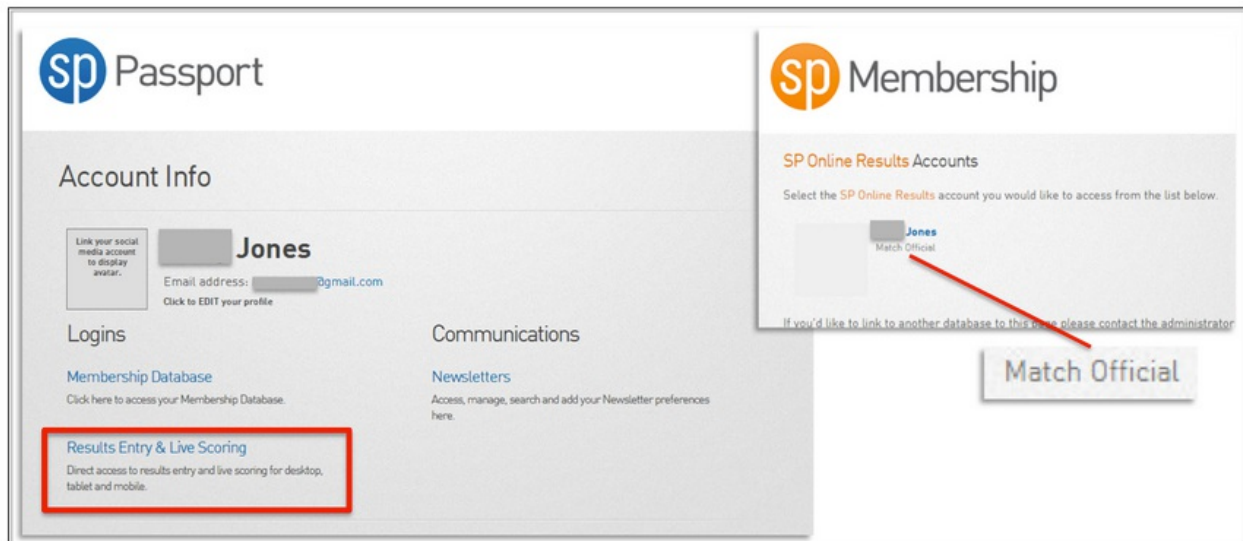 sp Passport
Account Info
Link your social
media account
to display
avatar.
Jones
Email address: @gmail.com
Click to EDIT your profile
Logins
Membership Database
Click here to access your Membership Database.
Results Entry & Live Scoring
Direct access to results entry and live scoring for desktop,
tablet and mobile.
Communications
Newsletters
Access, manage, search and add your Newsletter preferences
here.
sp Membership
SP Online Results Accounts
Select the SP Online Results account you would like to access from the list below.
Jones
Match Official
If you'd like to link to another database to this page please contact the administrator
Match Official